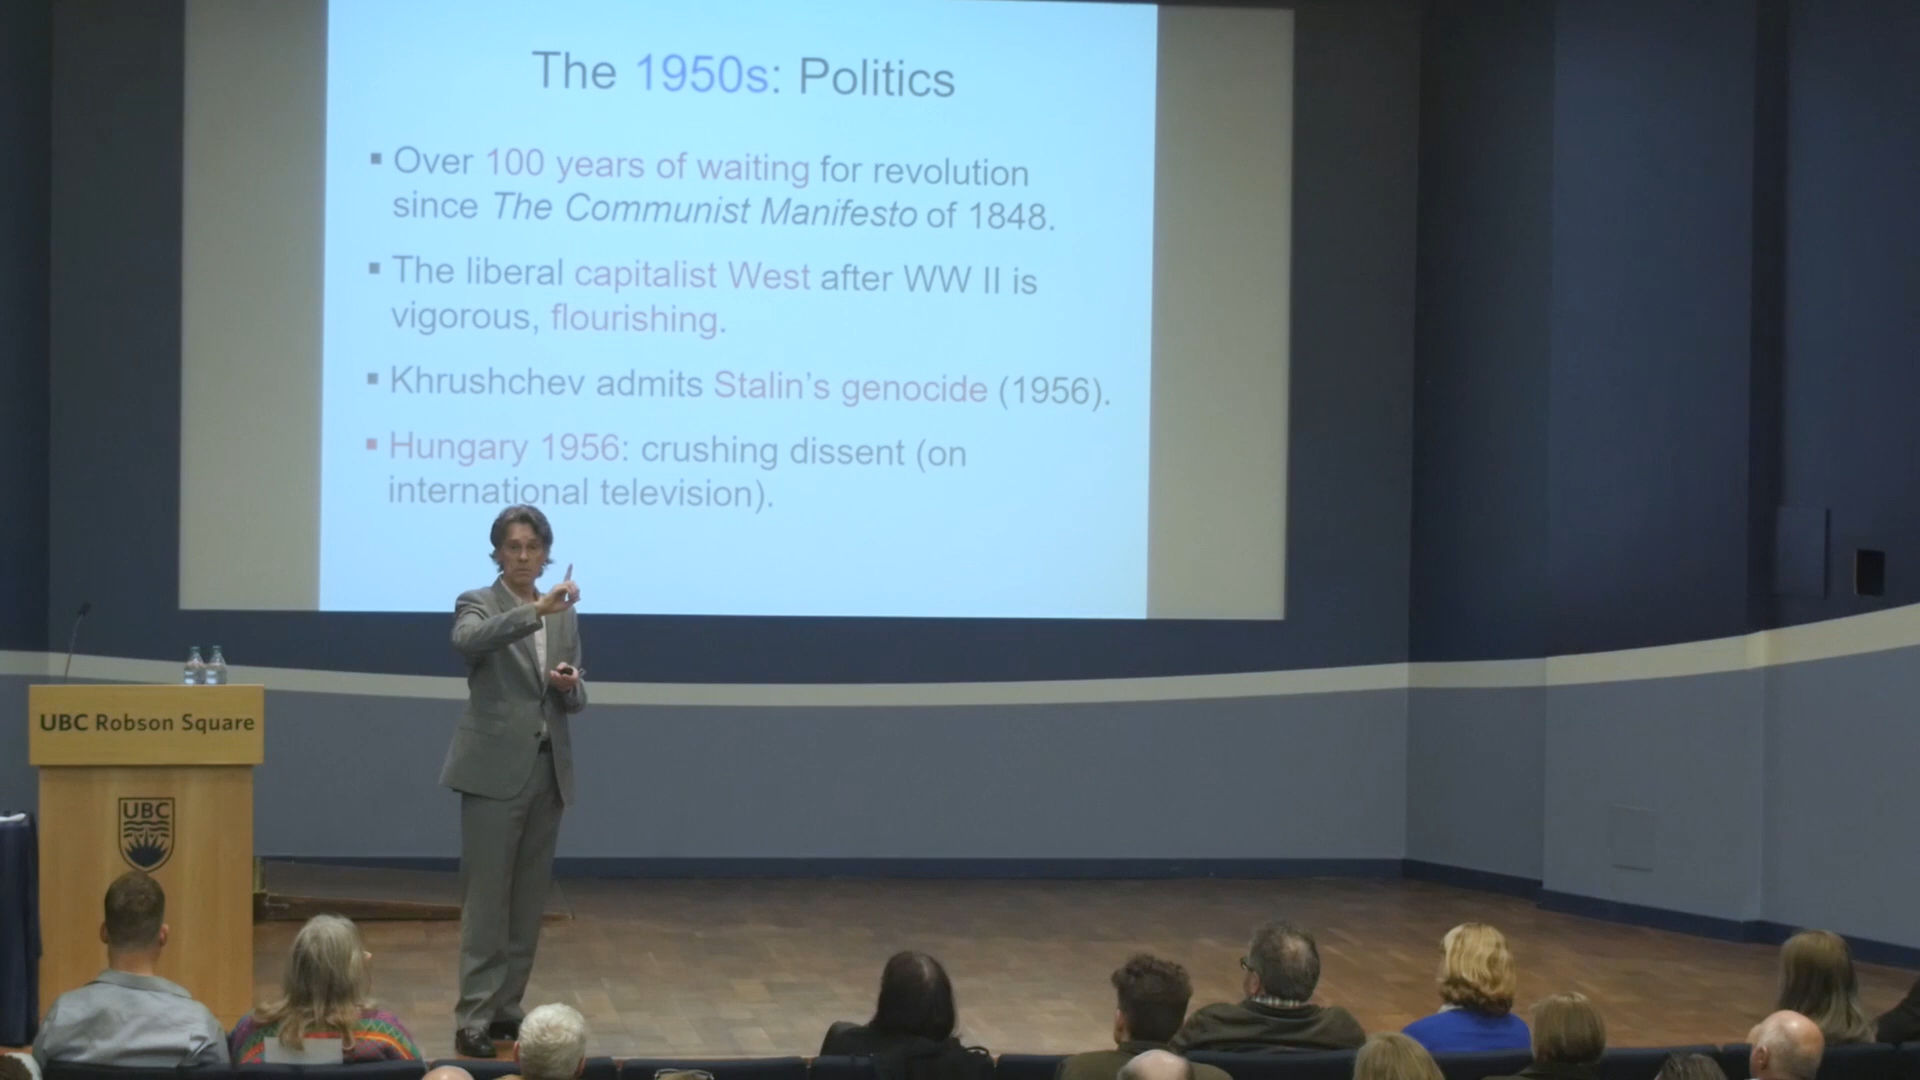 The 1950s: Politics
▪ Over 100 years of waiting for revolution
since The Communist Manifesto of 1848.
▪ The liberal capitalist West after WW II is
vigorous, flourishing.
▪ Khrushchev admits Stalin's genocide (1956).
▪ Hungary 1956: crushing dissent (on
international television).
UBC Robson Square
UBC